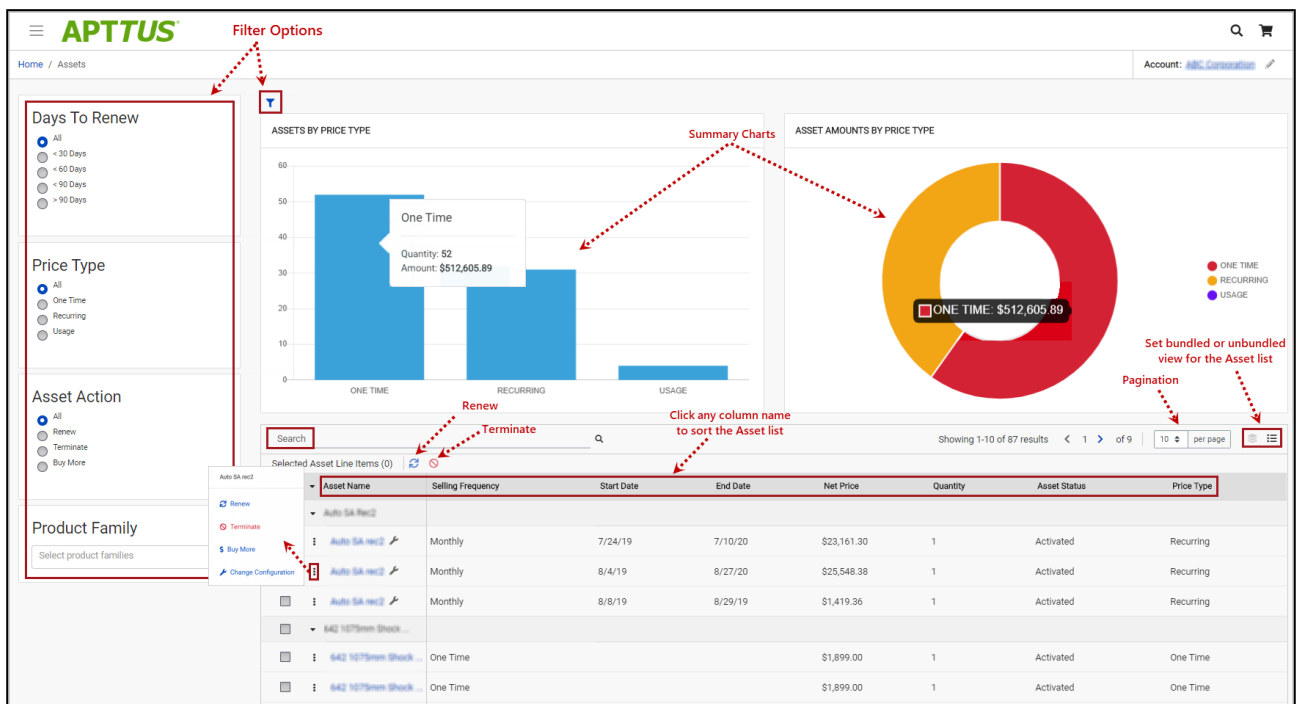 APTTUS
Filter Options
Home / Assets
Account: ABC Corporation
Days To Renew
All
< 30 Days
< 60 Days
< 90 Days
> 90 Days
Price Type
All
One Time
Recurring
Usage
Asset Action
All
Renew
Terminate
Buy More
Product Family
Select product families
ASSETS BY PRICE TYPE
Summary Charts
60
50
40
30
20
10
0
One Time
Quantity: 52
Amount: $512,605.89
ONE TIME
RECURRING
USAGE
ASSET AMOUNTS BY PRICE TYPE
ONE TIME: $512,605.89
ONE TIME
RECURRING
USAGE
Set bundled or unbundled
view for the Asset list
Pagination
Renew
Terminate
Click any column name
to sort the Asset list
Search
Showing 1-10 of 87 results
1
of 9
10
per page
Selected Asset Line Items (0)
Auto SA rec2
Renew
Terminate
Buy More
Change Configuration
Asset Name Selling Frequency Start Date End Date Net Price Quantity Asset Status Price Type
Auto SA Rec2
Auto SA rec2 Monthly 7/24/19 7/10/20 $23,161.30 1 Activated Recurring
Auto SA rec2 Monthly 8/4/19 8/27/20 $25,548.38 1 Activated Recurring
Auto SA rec2 Monthly 8/8/19 8/29/19 $1,419.36 1 Activated Recurring
642 1075mm Shock ...
642 1075mm Shock ... One Time $1,899.00 1 Activated One Time
642 1075mm Shock ... One Time $1,899.00 1 Activated One Time